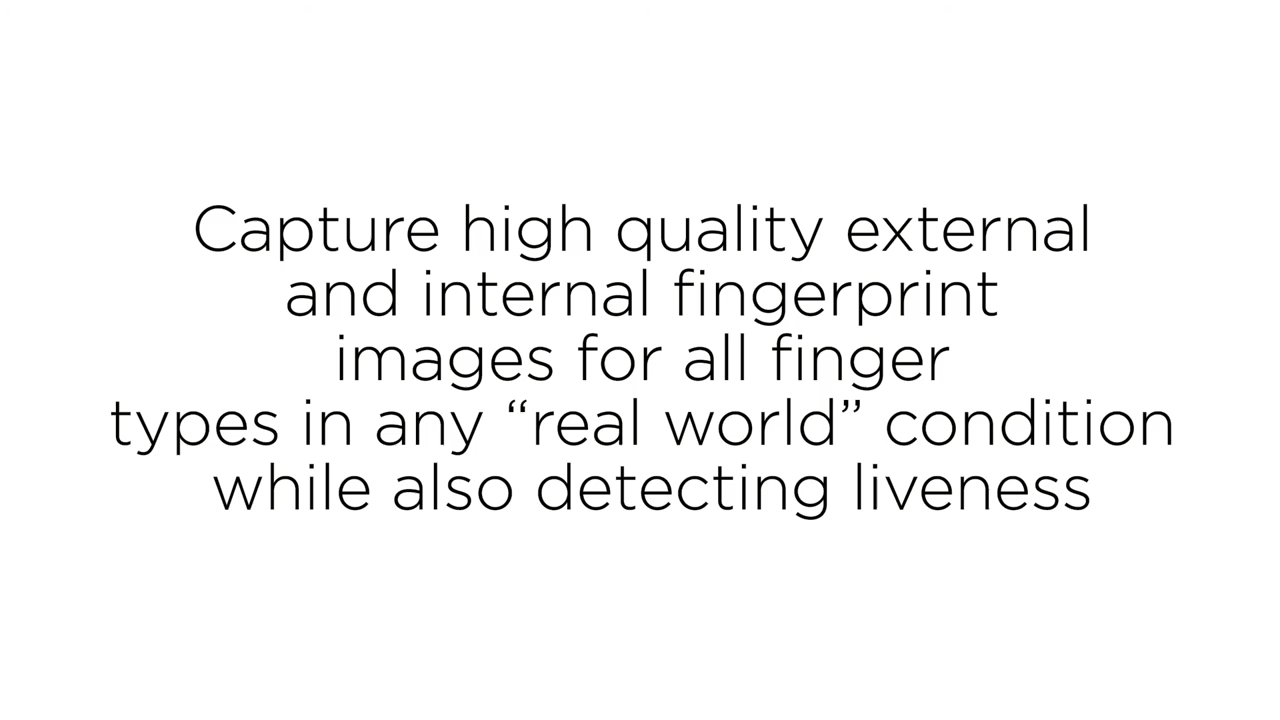 Capture high quality external
and internal fingerprint
images for all finger
types in any “real world” condition
while also detecting liveness